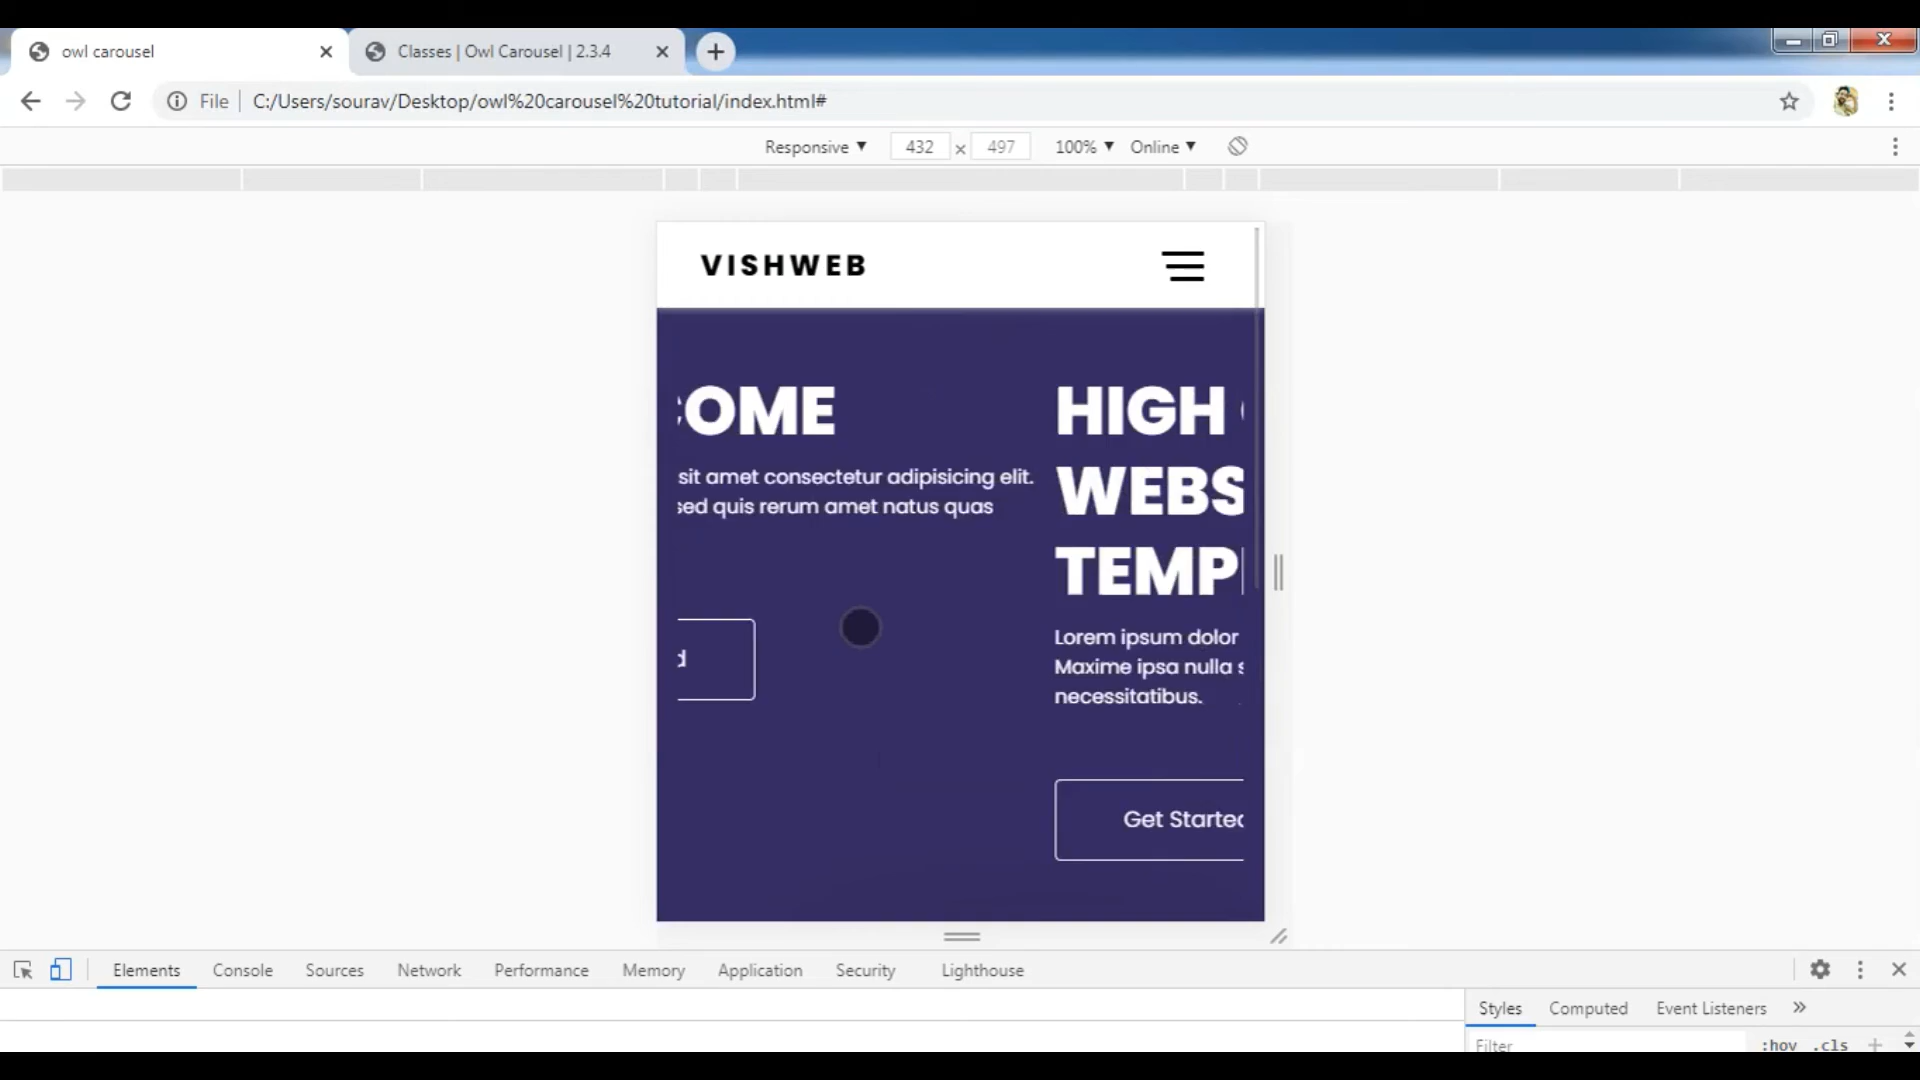 owl carousel
Classes | Owl Carousel | 2.3.4
File
C:/Users/sourav/Desktop/owl%20carousel%20tutorial/index.html#
Responsive
432 x 497
100%
Online
VISHWEB
COME
sit amet consectetur adipisicing elit.
sed quis rerum amet natus quas
d
HIGH
WEBS
TEMP
Lorem ipsum dolor
Maxime ipsa nulla s
necessitatibus.
Get Started
Elements
Console
Sources
Network
Performance
Memory
Application
Security
Lighthouse
Styles
Computed
Event Listeners
Filter
:hov
.cls